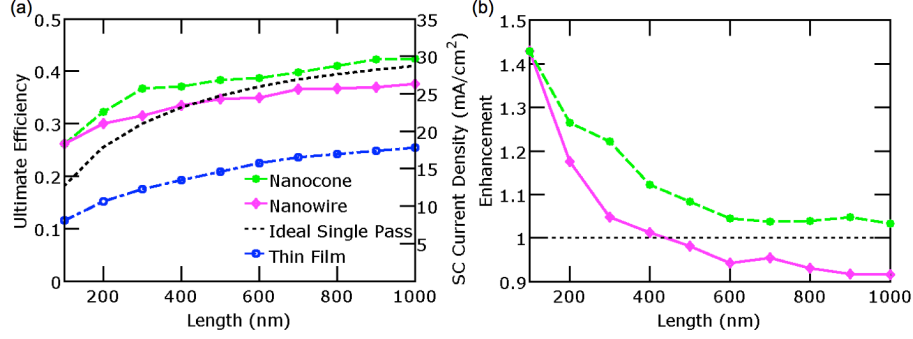 (a)
0.5
0.4
0.3
0.2
0.1
0
Ultimate Efficiency
200
400
600
800
1000
Length (nm)
35
30
25
20
15
10
5
SC Current Density (mA/cm²)
Nanocone
Nanowire
Ideal Single Pass
Thin Film
(b)
1.5
1.4
1.3
1.2
1.1
1
0.9
Enhancement
200
400
600
800
1000
Length (nm)